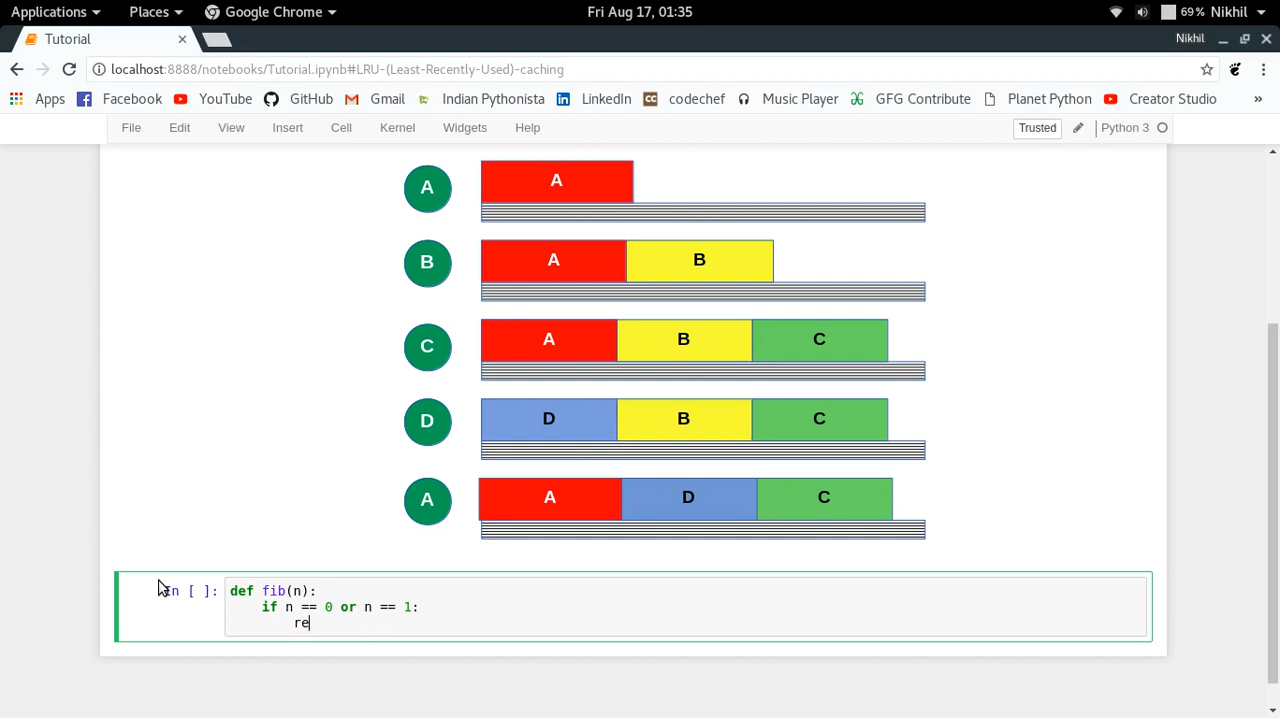 Applications Places Google Chrome Fri Aug 17, 01:35 69% Nikhil
Tutorial Nikhil
localhost:8888/notebooks/Tutorial.ipynb#LRU-(Least-Recently-Used)-caching
Apps Facebook YouTube GitHub Gmail Indian Pythonista LinkedIn CC codechef Music Player GFG Contribute Planet Python Creator Studio »
File Edit View Insert Cell Kernel Widgets Help Trusted Python 3
A A
B A B
C A B C
D D B C
A A D C
In [ ]: def fib(n):
if n == 0 or n == 1:
re